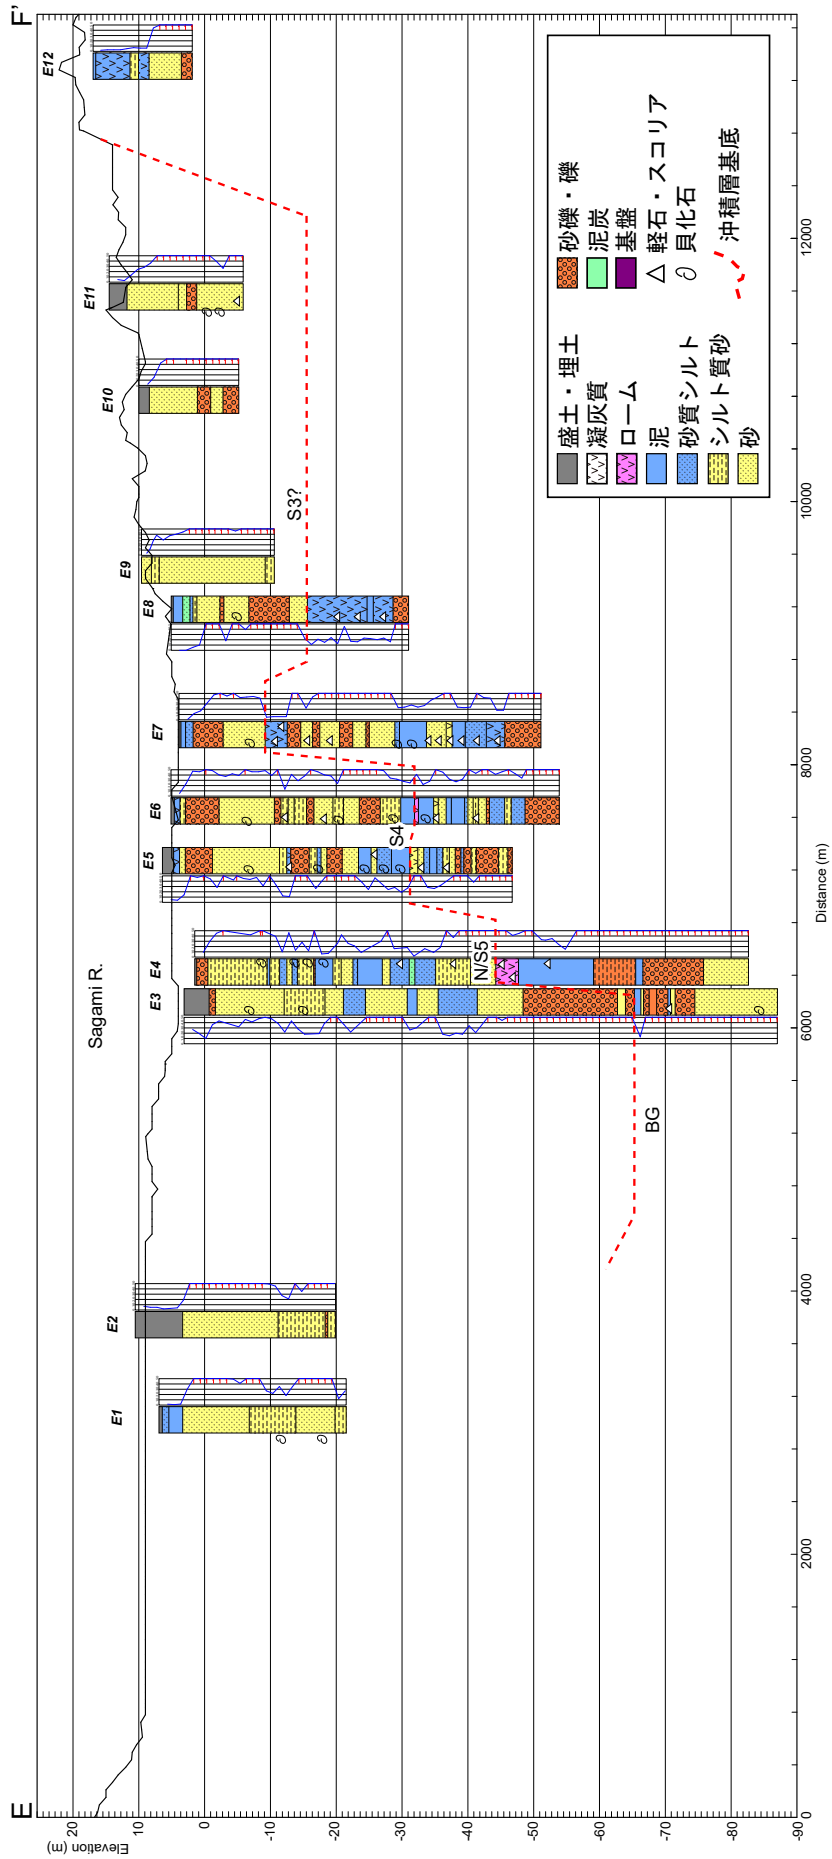 E
F'
Sagami R.
E1
E2
E3
E4
E5
E6
E7
E8
E9
E10
E11
E12
BG
N/S5
S4
S3?
盛土・埋土
凝灰質
ローム
泥
砂質シルト
シルト質砂
砂
砂礫・礫
泥炭
基盤
軽石・スコリア
貝化石
沖積層基底
Elevation (m)
20
10
0
-10
-20
-30
-40
-50
-60
-70
-80
-90
0
2000
4000
6000
8000
10000
12000
Distance (m)